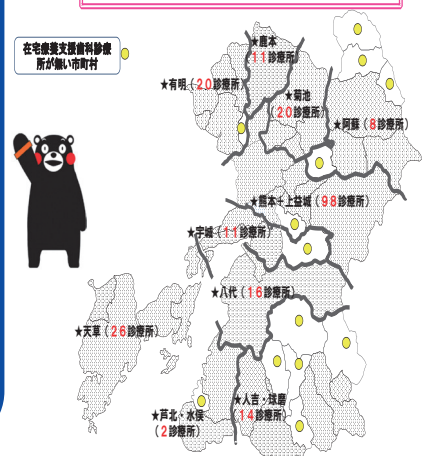 在宅療養支援歯科診療
所が無い市町村
★鹿本
11診療所)
★有明(20診療所)
★菊池
(20診療所)
★阿蘇(8診療所)
★熊本+上益城(98診療所)
★宇城(11診療所)
★八代(16診療所)
★天草(26診療所)
★芦北・水俣
(2診療所)
★人吉・球磨
14診療所)